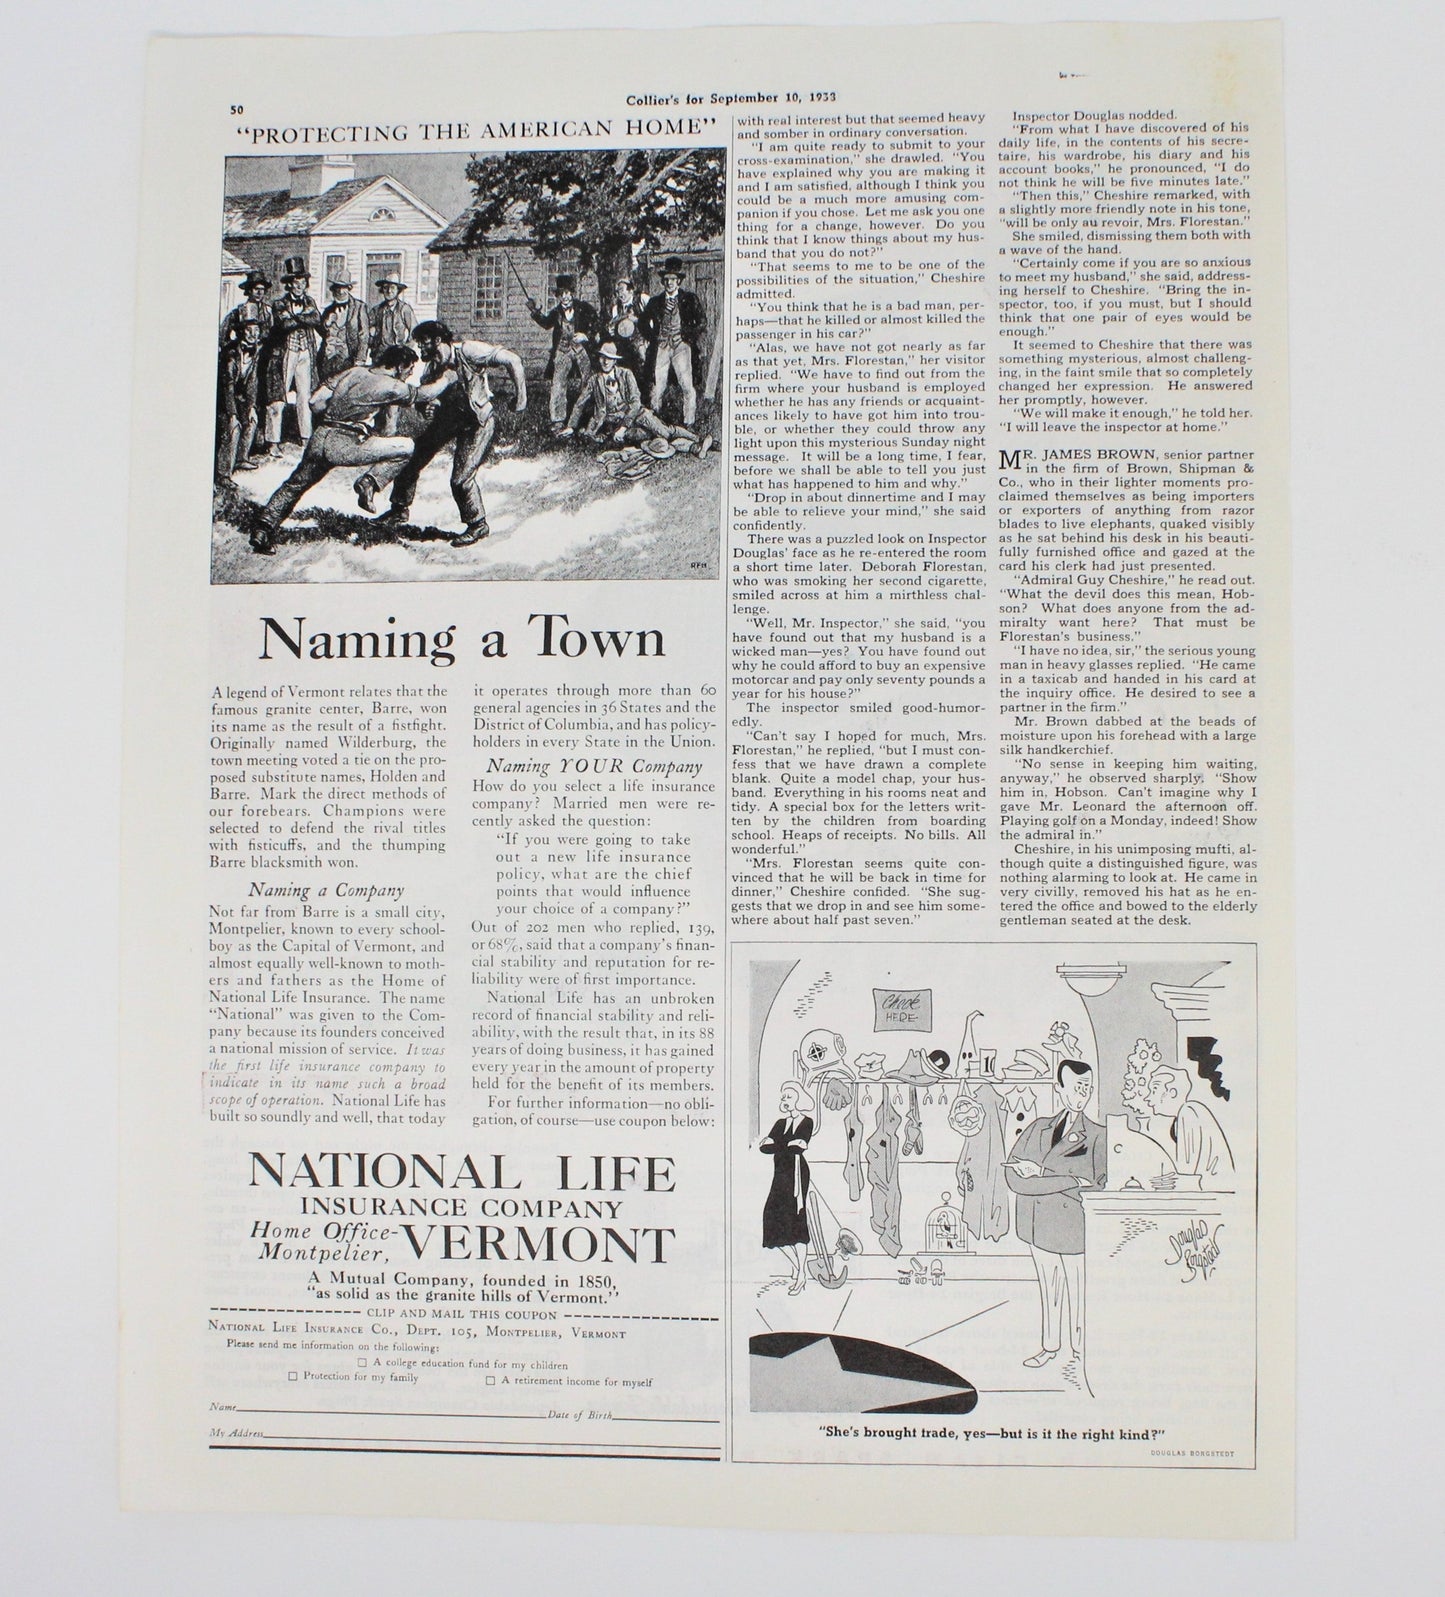 50
Collier's for September 10, 1938
"PROTECTING THE AMERICAN HOME"
RFH
Naming a Town
A legend of Vermont relates that the
famous granite center, Barre, won
its name as the result of a fistfight.
Originally named Wilderburg, the
town meeting voted a tie on the pro-
posed substitute names, Holden and
Barre. Mark the direct methods of
our forebears. Champions were
selected to defend the rival titles
with fisticuffs, and the thumping
Barre blacksmith won.
Naming a Company
Not far from Barre is a small city,
Montpelier, known to every school-
boy as the Capital of Vermont, and
almost equally well-known to moth-
ers and fathers as the Home of
National Life Insurance. The name
"National" was given to the Com-
pany because its founders conceived
a national mission of service. It was
the first life insurance company to
indicate in its name such a broad
scope of operation. National Life has
built so soundly and well, that today
it operates through more than 60
general agencies in 36 States and the
District of Columbia, and has policy-
holders in every State in the Union.
Naming YOUR Company
How do you select a life insurance
company? Married men were re-
cently asked the question:
"If you were going to take
out a new life insurance
policy, what are the chief
points that would influence
your choice of a company?"
Out of 202 men who replied, 139,
or 68%, said that a company's finan-
cial stability and reputation for re-
liability were of first importance.
National Life has an unbroken
record of financial stability and reli-
ability, with the result that, in its 88
years of doing business, it has gained
every year in the amount of property
held for the benefit of its members.
For further information—no obli-
gation, of course—use coupon below:
NATIONAL LIFE
INSURANCE COMPANY
Home Office-
Montpelier, VERMONT
A Mutual Company, founded in 1850,
"as solid as the granite hills of Vermont."
CLIP AND MAIL THIS COUPON
NATIONAL LIFE INSURANCE CO., DEPT. 105, MONTPELIER, VERMONT
Please send me information on the following:
☐ A college education fund for my children
☐ Protection for my family ☐ A retirement income for myself
Name Date of Birth
My Address
with real interest but that seemed heavy
and somber in ordinary conversation.
"I am quite ready to submit to your
cross-examination," she drawled. "You
have explained why you are making it
and I am satisfied, although I think you
could be a much more amusing com-
panion if you chose. Let me ask you one
thing for a change, however. Do you
think that I know things about my hus-
band that you do not?"
"That seems to me to be one of the
possibilities of the situation," Cheshire
admitted.
"You think that he is a bad man, per-
haps—that he killed or almost killed the
passenger in his car?"
"Alas, we have not got nearly as far
as that yet, Mrs. Florestan," her visitor
replied. "We have to find out from the
firm where your husband is employed
whether he has any friends or acquaint-
ances likely to have got him into trou-
ble, or whether they could throw any
light upon this mysterious Sunday night
message. It will be a long time, I fear,
before we shall be able to tell you just
what has happened to him and why."
"Drop in about dinnertime and I may
be able to relieve your mind," she said
confidently.
There was a puzzled look on Inspector
Douglas' face as he re-entered the room
a short time later. Deborah Florestan,
who was smoking her second cigarette,
smiled across at him a mirthless chal-
lenge.
"Well, Mr. Inspector," she said, "you
have found out that my husband is a
wicked man—yes? You have found out
why he could afford to buy an expensive
motorcar and pay only seventy pounds a
year for his house?"
The inspector smiled good-humor-
edly.
"Can't say I hoped for much, Mrs.
Florestan," he replied, "but I must con-
fess that we have drawn a complete
blank. Quite a model chap, your hus-
band. Everything in his rooms neat and
tidy. A special box for the letters writ-
ten by the children from boarding
school. Heaps of receipts. No bills. All
wonderful."
"Mrs. Florestan seems quite con-
vinced that he will be back in time for
dinner," Cheshire confided. "She sug-
gests that we drop in and see him some-
where about half past seven."
Inspector Douglas nodded.
"From what I have discovered of his
daily life, in the contents of his secre-
taire, his wardrobe, his diary and his
account books," he pronounced, "I do
not think he will be five minutes late."
"Then this," Cheshire remarked, with
a slightly more friendly note in his tone,
"will be only au revoir, Mrs. Florestan."
She smiled, dismissing them both with
a wave of the hand.
"Certainly come if you are so anxious
to meet my husband," she said, address-
ing herself to Cheshire. "Bring the in-
spector, too, if you must, but I should
think that one pair of eyes would be
enough."
It seemed to Cheshire that there was
something mysterious, almost challeng-
ing, in the faint smile that so completely
changed her expression. He answered
her promptly, however.
"We will make it enough," he told her.
"I will leave the inspector at home."
MR. JAMES BROWN, senior partner
in the firm of Brown, Shipman &
Co., who in their lighter moments pro-
claimed themselves as being importers
or exporters of anything from razor
blades to live elephants, quaked visibly
as he sat behind his desk in his beauti-
fully furnished office and gazed at the
card his clerk had just presented.
"Admiral Guy Cheshire," he read out.
"What the devil does this mean, Hob-
son? What does anyone from the ad-
miralty want here? That must be
Florestan's business."
"I have no idea, sir," the serious young
man in heavy glasses replied. "He came
in a taxicab and handed in his card at
the inquiry office. He desired to see a
partner in the firm."
Mr. Brown dabbed at the beads of
moisture upon his forehead with a large
silk handkerchief.
"No sense in keeping him waiting,
anyway," he observed sharply. "Show
him in, Hobson. Can't imagine why I
gave Mr. Leonard the afternoon off.
Playing golf on a Monday, indeed! Show
the admiral in."
Cheshire, in his unimposing mufti, al-
though quite a distinguished figure, was
nothing alarming to look at. He came in
very civilly, removed his hat as he en-
tered the office and bowed to the elderly
gentleman seated at the desk.
Check
HERE-
Douglas
Borgstedt
"She's brought trade, yes—but is it the right kind?"
DOUGLAS BORGSTEDT